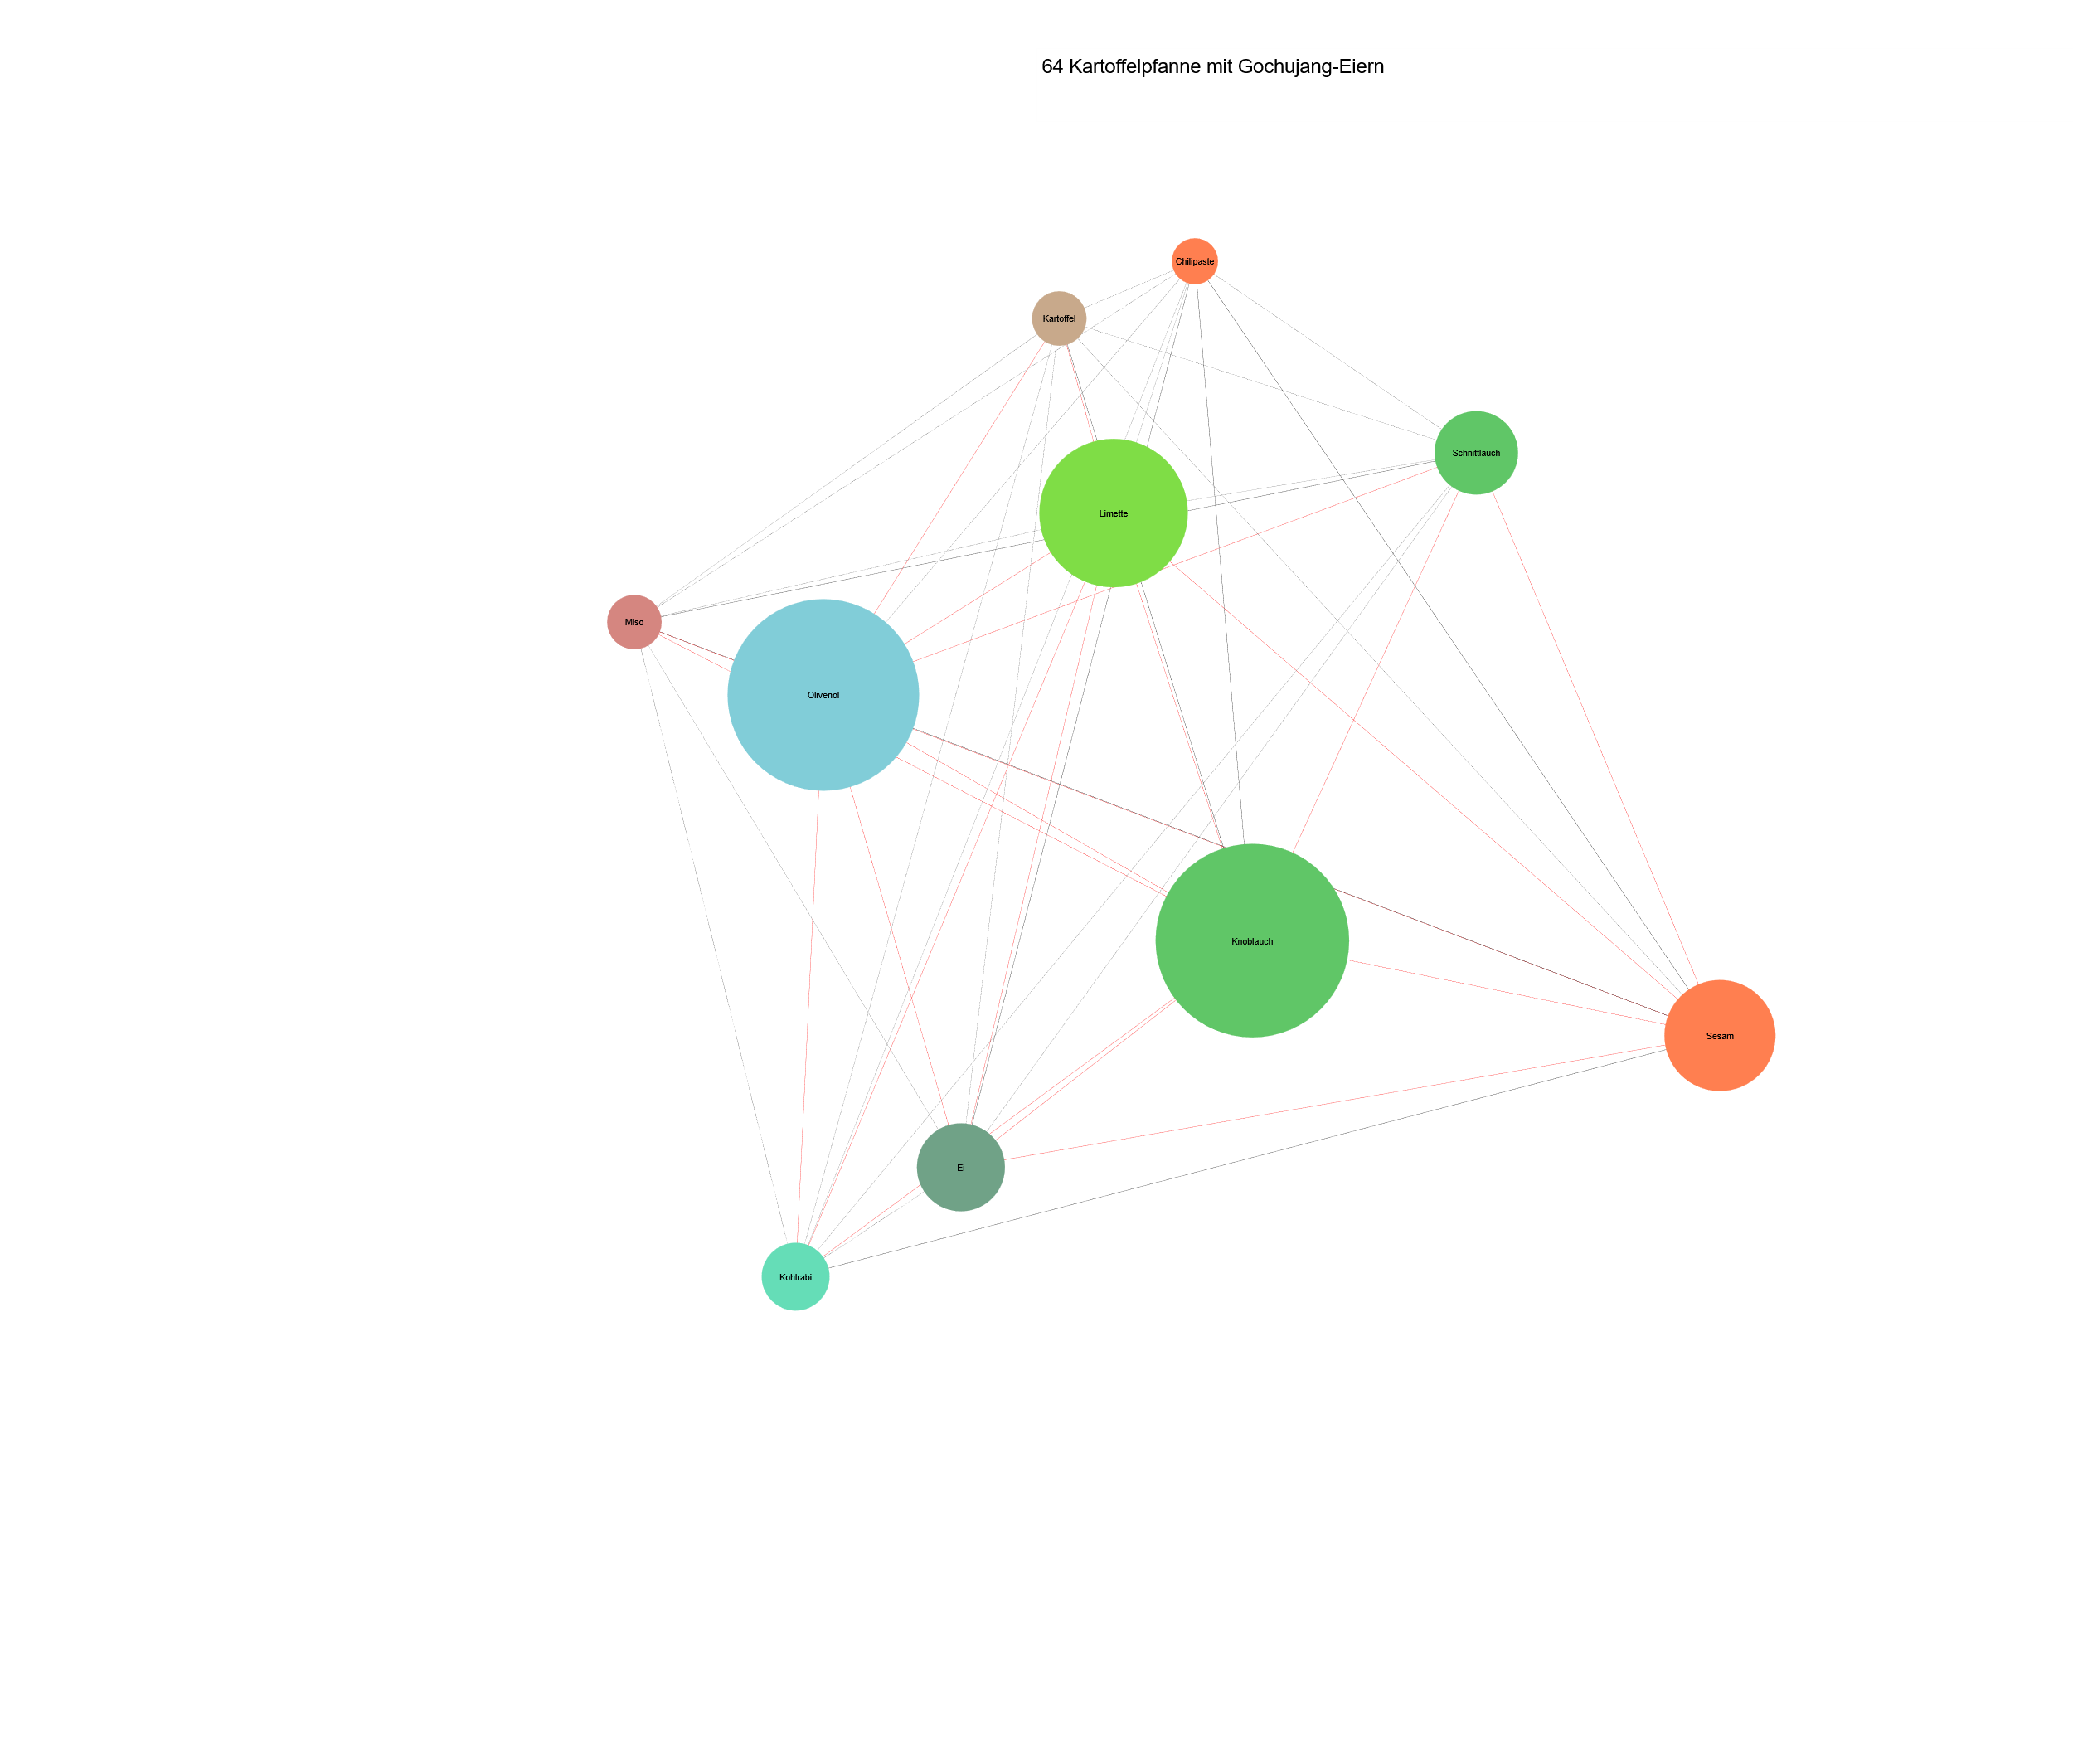 64 Kartoffelpfanne mit Gochujang-Eiern
Chilipaste
Kartoffel
Schnittlauch
Limette
Miso
Olivenöl
Knoblauch
Sesam
Ei
Kohlrabi